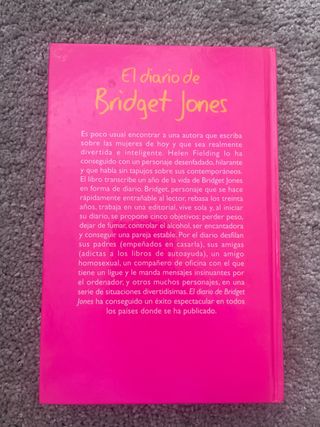 El diario de
Bridget Jones
Es poco usual encontrar a una autora que escriba
sobre las mujeres de hoy y que sea realmente
divertida e inteligente. Helen Fielding lo ha
conseguido con un personaje desenfadado, hilarante
y que habla sin tapujos sobre sus contemporáneos.
El libro transcribe un año de la vida de Bridget Jones
en forma de diario. Bridget, personaje que se hace
rápidamente entrañable al lector, rebasa los treinta
años, trabaja en una editorial, vive sola y, al iniciar
su diario, se propone cinco objetivos: perder peso,
dejar de fumar, controlar el alcohol, ser encantadora
y conseguir una pareja estable. Por el diario desfilan
sus padres (empeñados en casarla), sus amigas
(adictas a los libros de autoayuda), un amigo
homosexual, un compañero de oficina con el que
tiene un ligue y le manda mensajes insinuantes por
el ordenador, y otros muchos personajes, en una
serie de situaciones divertidísimas. El diario de Bridget
Jones ha conseguido un éxito espectacular en todos
los países donde se ha publicado.